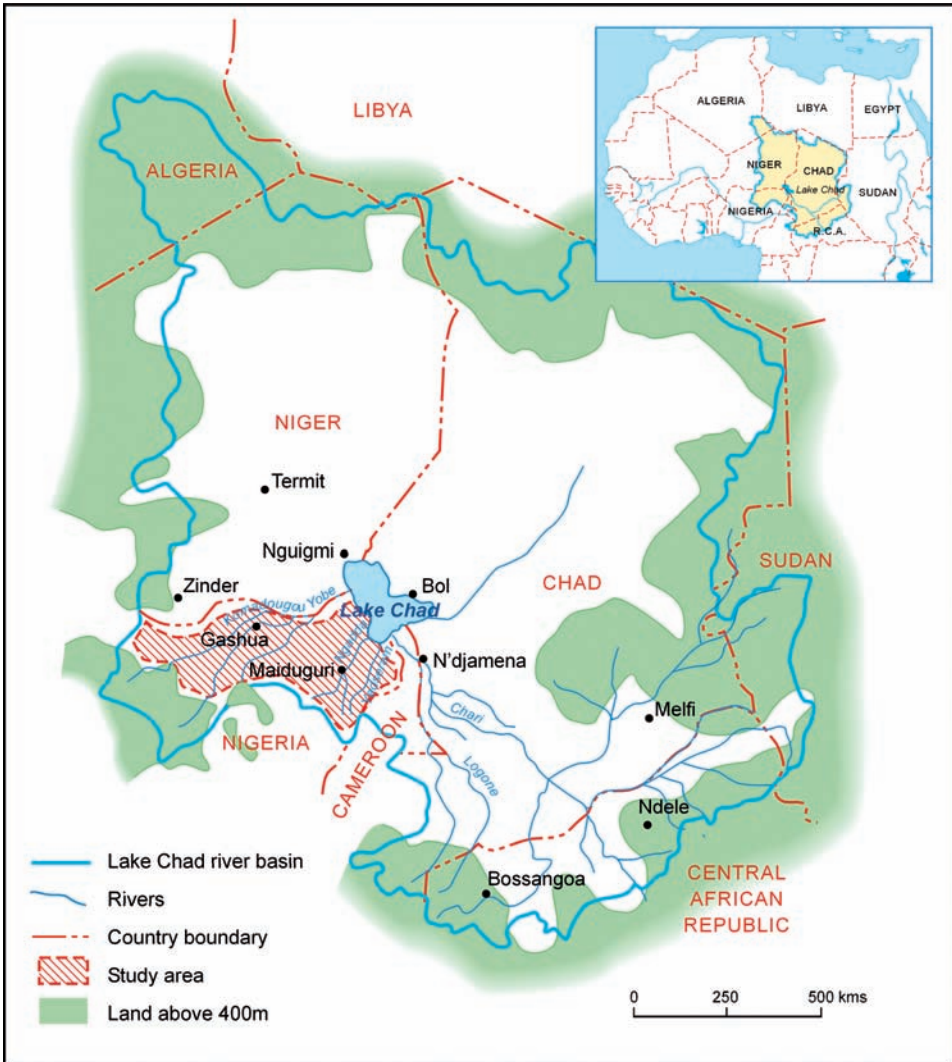 LIBYA
ALGERIA
ALGERIA
LIBYA
EGYPT
NIGER
CHAD
Lake Chad
SUDAN
NIGERIA
R.C.A.
NIGER
Termit
Nguigmi
Zinder
Bol
CHAD
SUDAN
Komadougou Yobe
Lake Chad
Gashua
Maiduguri
N'djamena
Chari
Melfi
NIGERIA
CAMEROON
Logone
Ndele
Bossangoa
CENTRAL
AFRICAN
REPUBLIC
Lake Chad river basin
Rivers
Country boundary
Study area
Land above 400m
0 250 500 kms